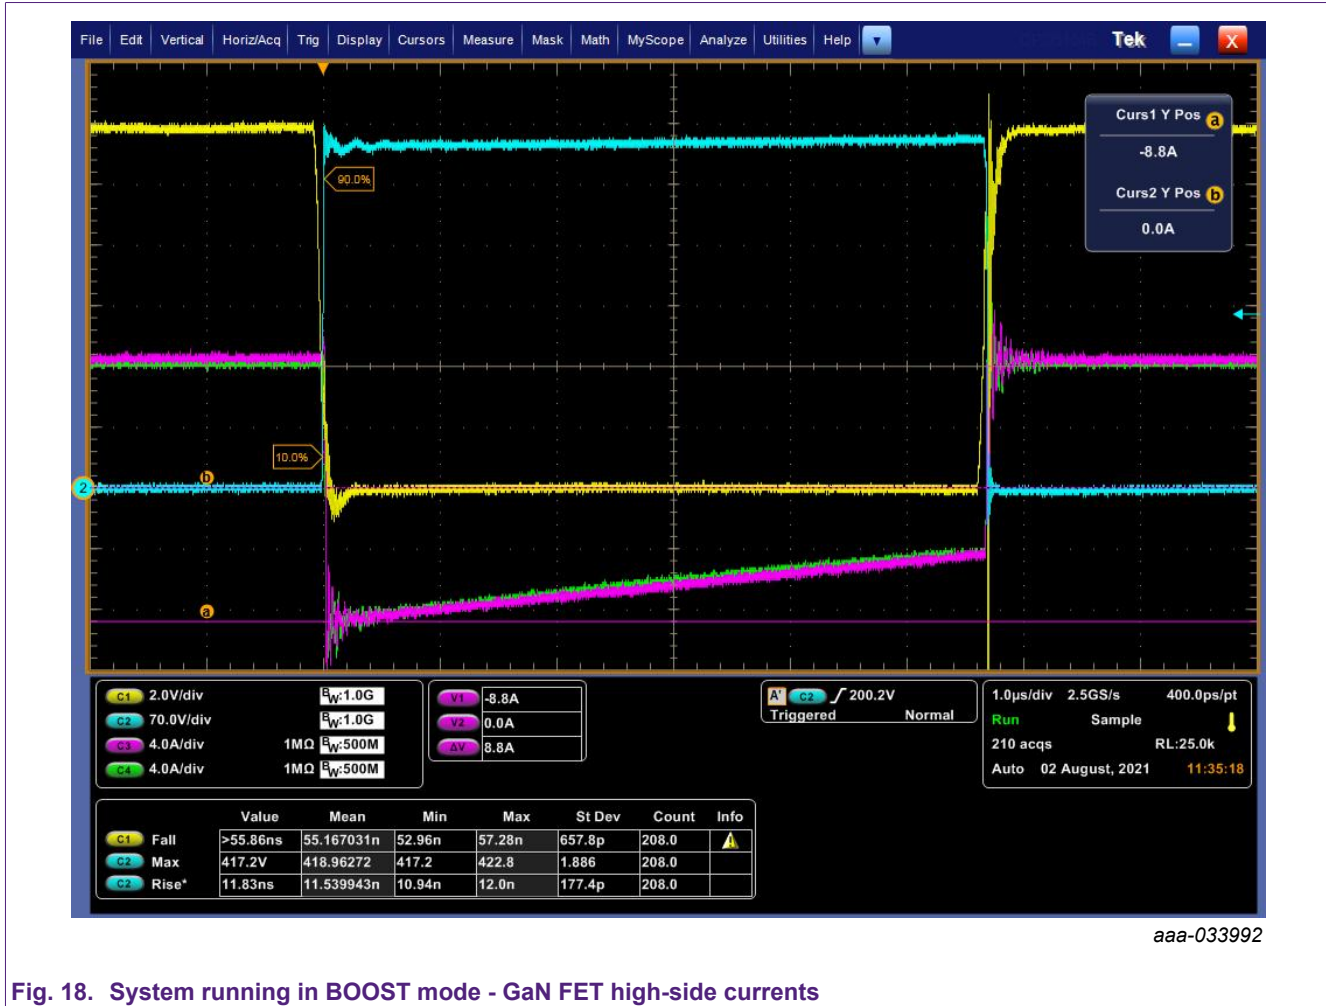 File Edit Vertical Horiz/Acq Trig Display Cursors Measure Mask Math MyScope Analyze Utilities Help Tek X
Curs1 Y Pos a
-8.8A
Curs2 Y Pos b
0.0A
90.0%
10.0%
b
2
a
C1 2.0V/div BW:1.0G
C2 70.0V/div BW:1.0G
C3 4.0A/div 1MΩ BW:500M
C4 4.0A/div 1MΩ BW:500M
V1 -8.8A
V2 0.0A
ΔV 8.8A
A' C2 200.2V
Triggered Normal
1.0µs/div 2.5GS/s 400.0ps/pt
Run Sample
210 acqs RL:25.0k
Auto 02 August, 2021 11:35:18
Value Mean Min Max St Dev Count Info
C1 Fall >55.86ns 55.167031n 52.96n 57.28n 657.8p 208.0
C2 Max 417.2V 418.96272 417.2 422.8 1.886 208.0
C2 Rise* 11.83ns 11.539943n 10.94n 12.0n 177.4p 208.0
aaa-033992
Fig. 18. System running in BOOST mode - GaN FET high-side currents